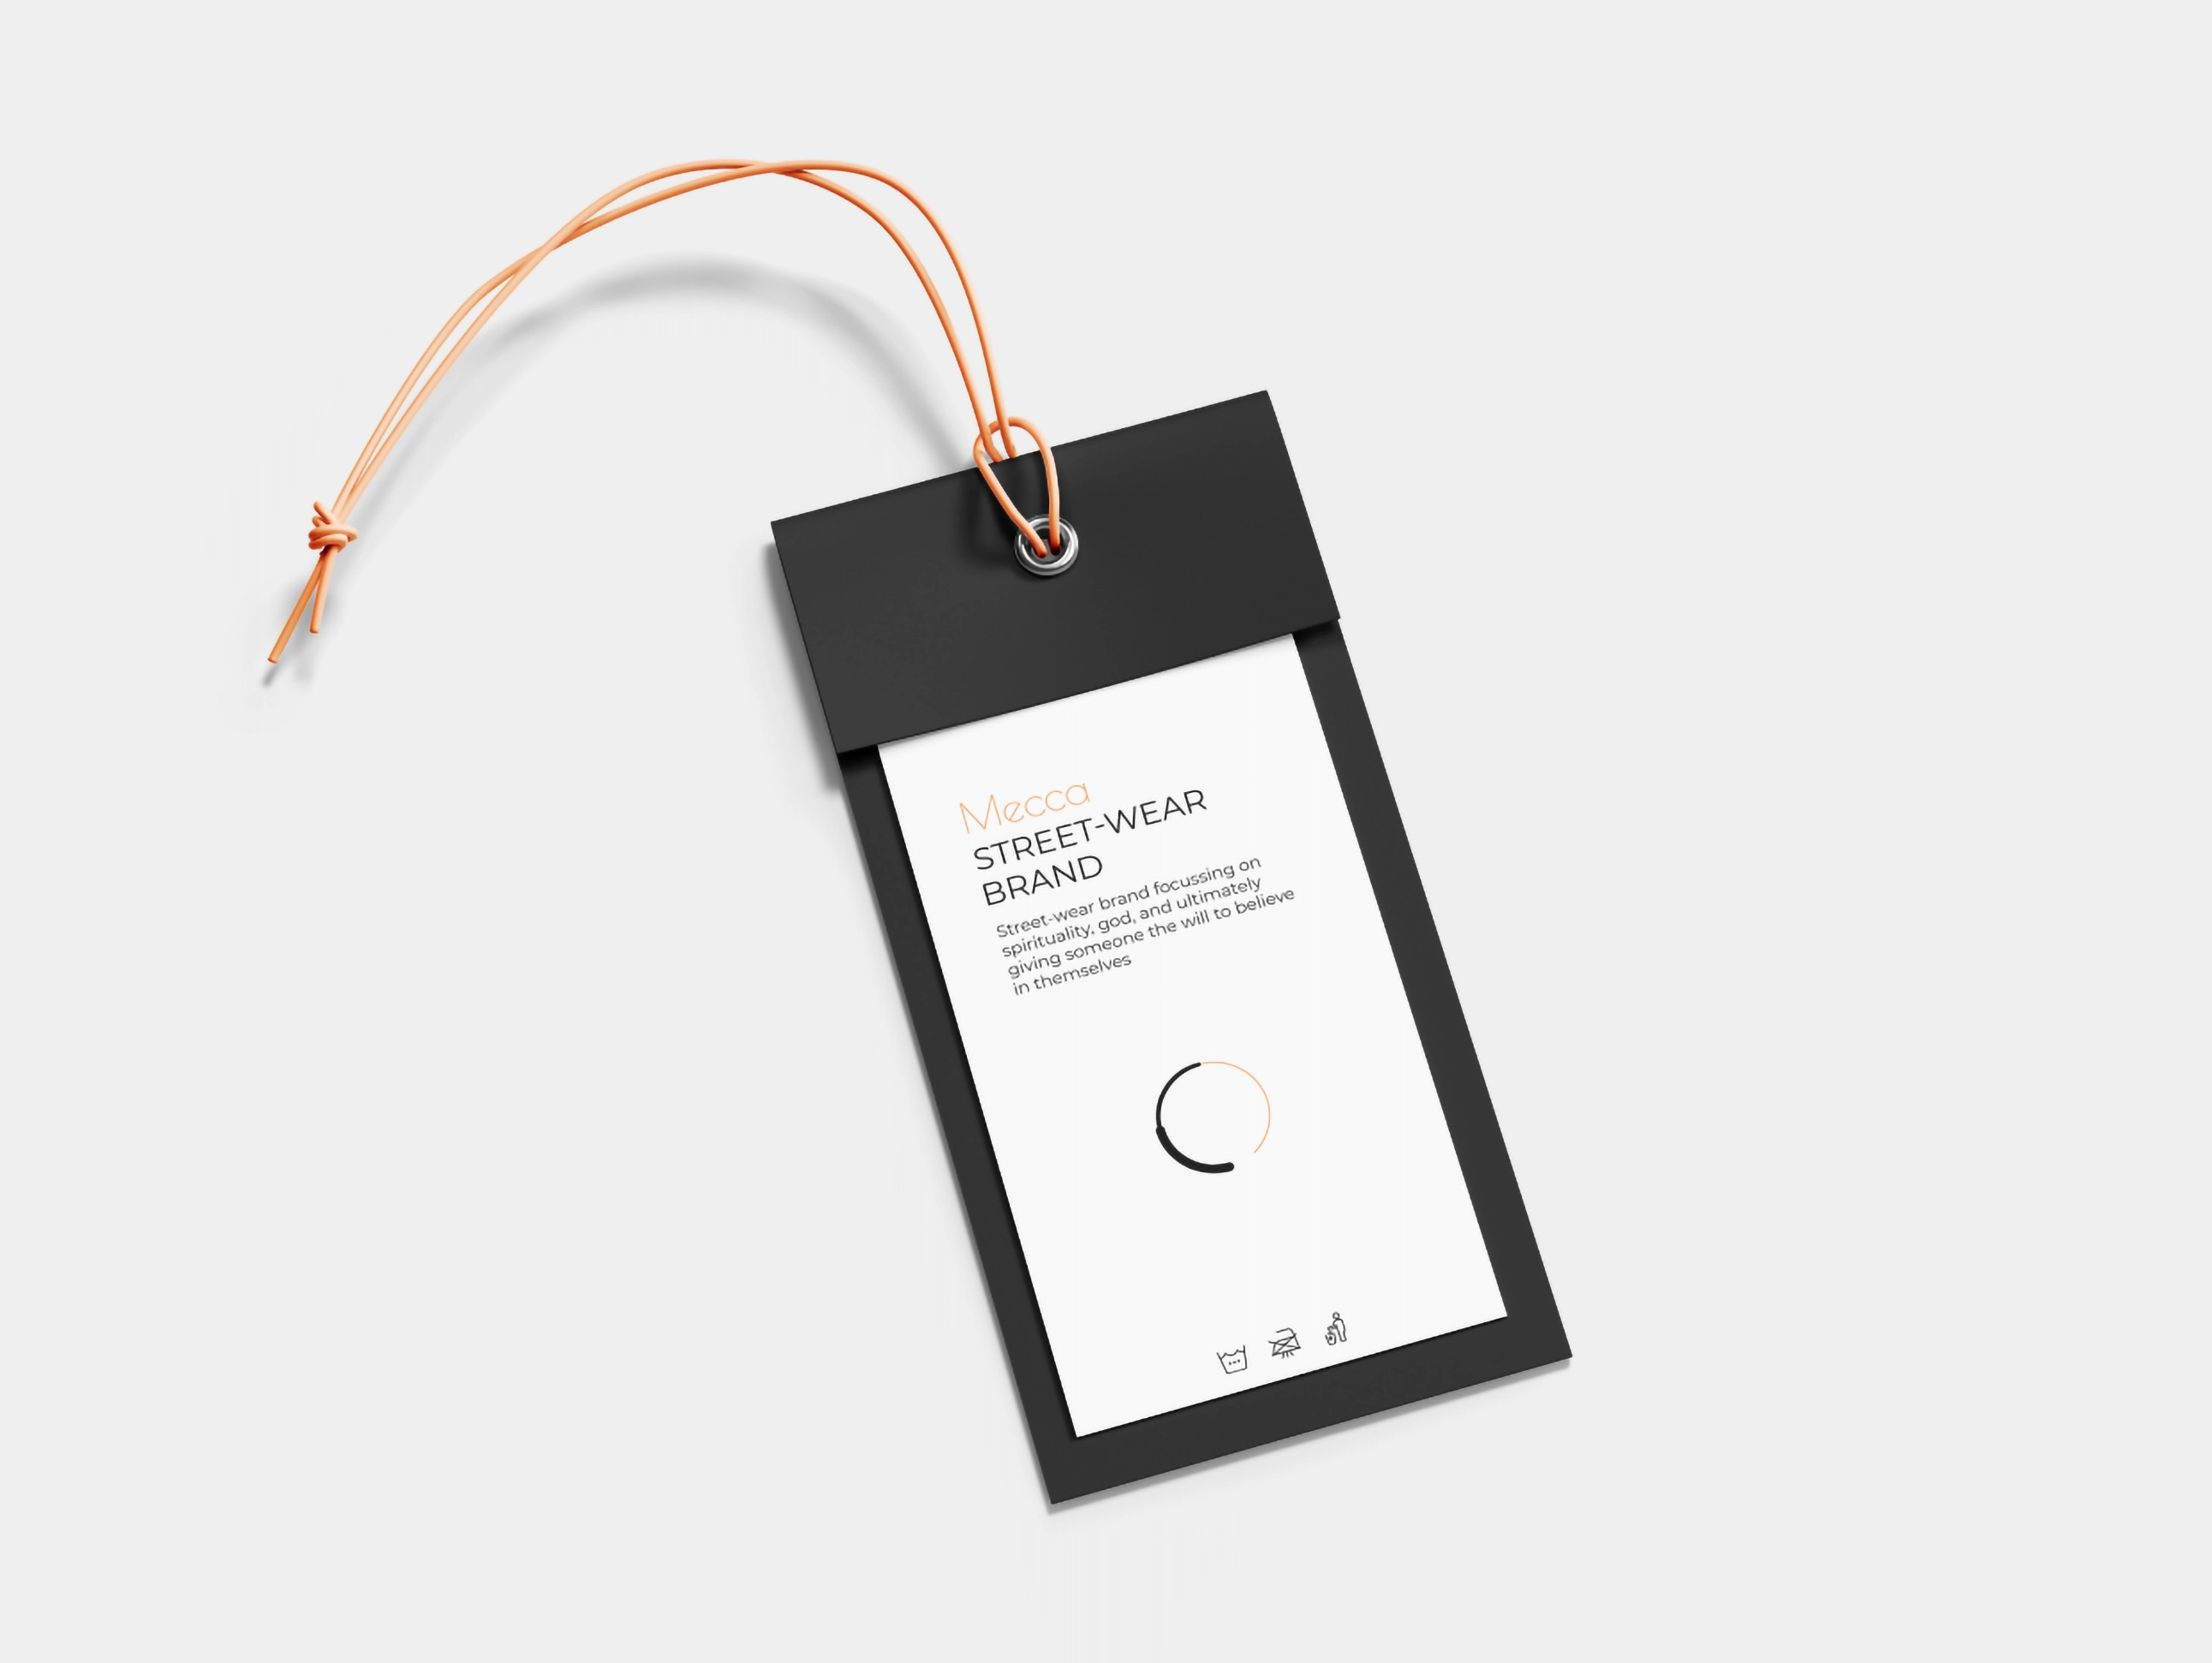 Mecca
STREET-WEAR
BRAND
Street-wear brand focussing on
spirituality, god, and ultimately
giving someone the will to believe
in themselves